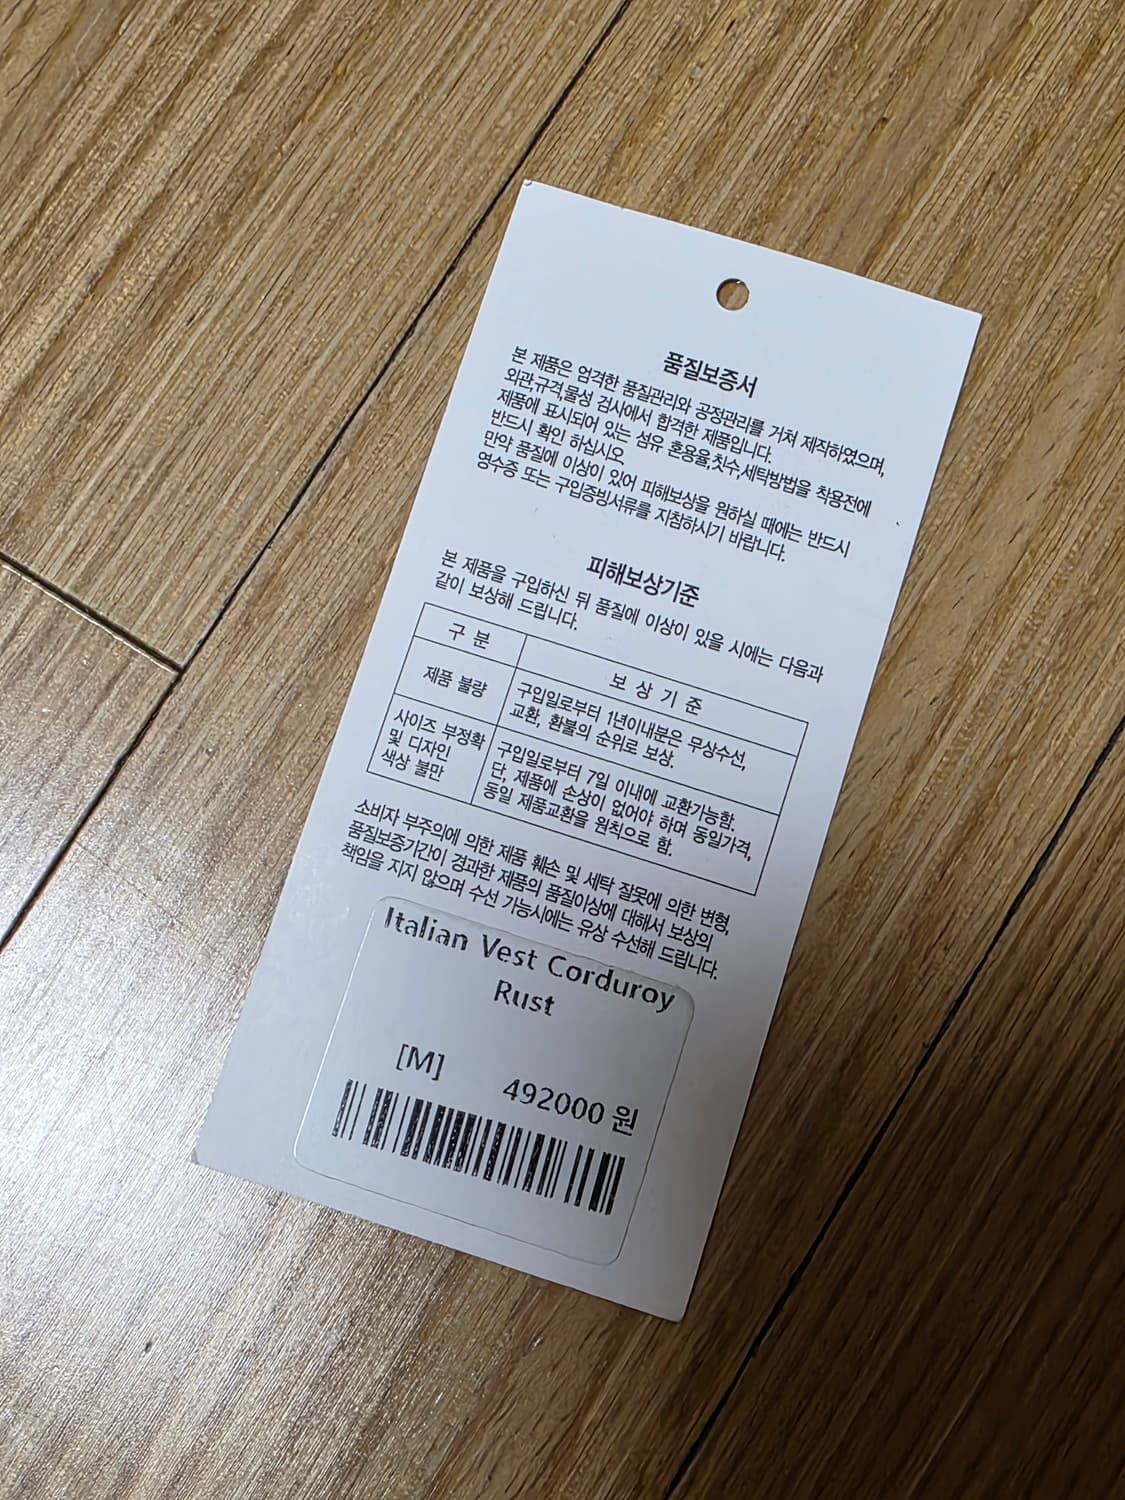 품질보증서
본 제품은 엄격한 품질관리와 공정관리를 거쳐 제작하였으며,
외관,규격,물성 검사에서 합격한 제품입니다.
제품에 표시되어 있는 섬유 혼용율,칫수,세탁방법을 착용전에
반드시 확인 하십시오.
만약 품질에 이상이 있어 피해보상을 원하실 때에는 반드시
영수증 또는 구입증빙서류를 지참하시기 바랍니다.
피해보상기준
본 제품을 구입하신 뒤 품질에 이상이 있을 시에는 다음과
같이 보상해 드립니다.
구 분
보 상 기 준
제품 불량
구입일로부터 1년이내분은 무상수선,
교환, 환불의 순위로 보상.
사이즈 부정확
및 디자인
색상 불만
구입일로부터 7일 이내에 교환가능함.
단, 제품에 손상이 없어야 하며 동일가격,
동일 제품교환을 원칙으로 함.
소비자 부주의에 의한 제품 훼손 및 세탁 잘못에 의한 변형,
품질보증기간이 경과한 제품의 품질이상에 대해서 보상의
책임을 지지 않으며 수선 가능시에는 유상 수선해 드립니다.
Italian Vest Corduroy
Rust
[M]
492000 원